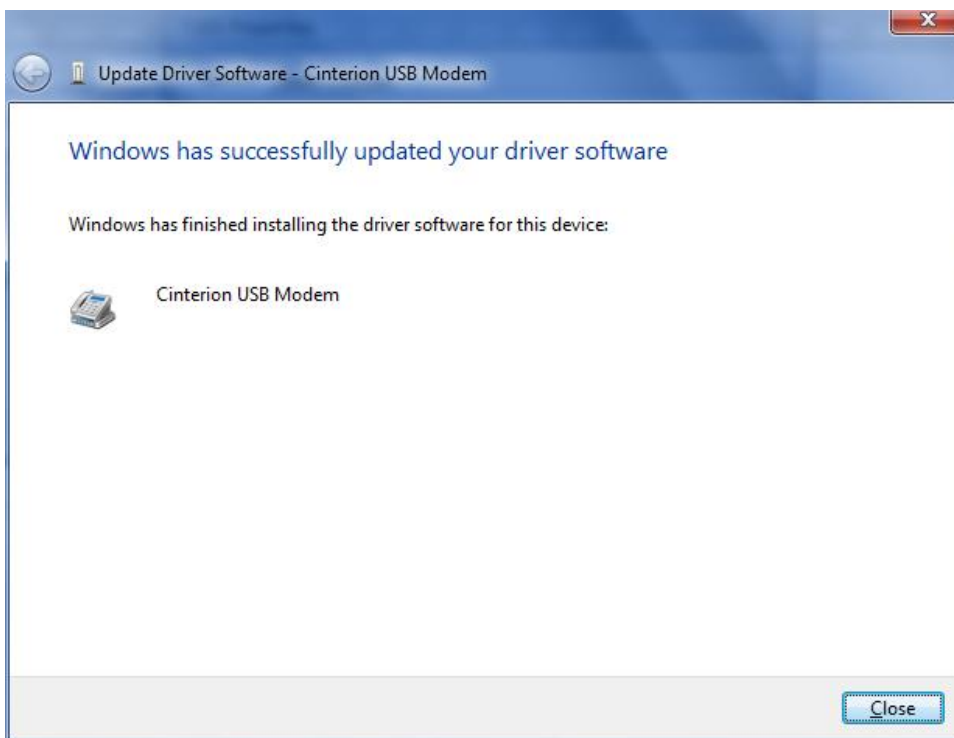 Update Driver Software - Cinterion USB Modem
Windows has successfully updated your driver software
Windows has finished installing the driver software for this device:
Cinterion USB Modem
Close